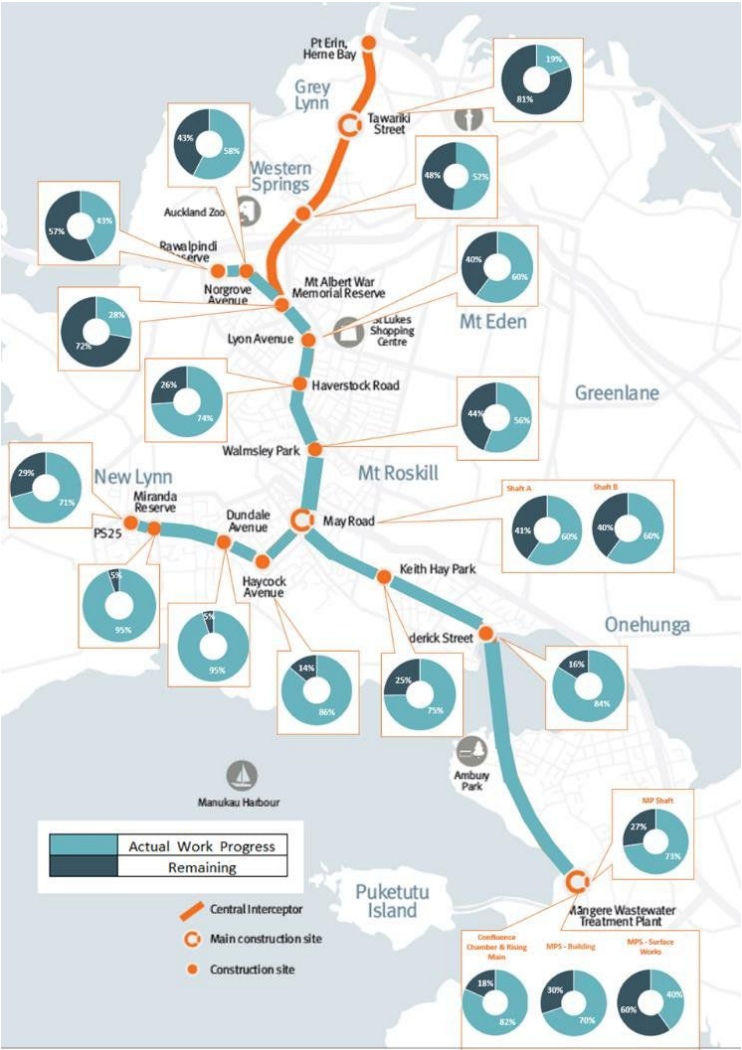 Pt Erin,
Herne Bay
Grey
Lynn
19%
81%
Tawariki
Street
43%
58%
Western
Springs
48%
52%
Auckland Zoo
57%
43%
Rawalpindi
serve
Norgrove
Avenue
Mt Albert War
Memorial Reserve
40%
60%
28%
72%
Lyon Avenue
St Lukes
Shopping
Centre
Mt Eden
26%
74%
Haverstock Road
Greenlane
44%
56%
Walmsley Park
29%
71%
New Lynn
Mt Roskill
Miranda
Reserve
PS25
Dundale
Avenue
May Road
Shaft A
Shaft B
41%
60%
40%
60%
Haycock
Avenue
Keith Hay Park
5%
95%
5%
95%
derick Street
Onehunga
14%
86%
25%
75%
16%
84%
Ambury
Park
Manukau Harbour
MP Shaft
27%
73%
Actual Work Progress
Remaining
Puketutu
Island
Central Interceptor
Main construction site
Construction site
Mángere Wastewater
Treatment Plant
Confluence
Chamber & Rising
Main
MPS - Building
MPS - Surface
Works
18%
82%
30%
70%
60%
40%